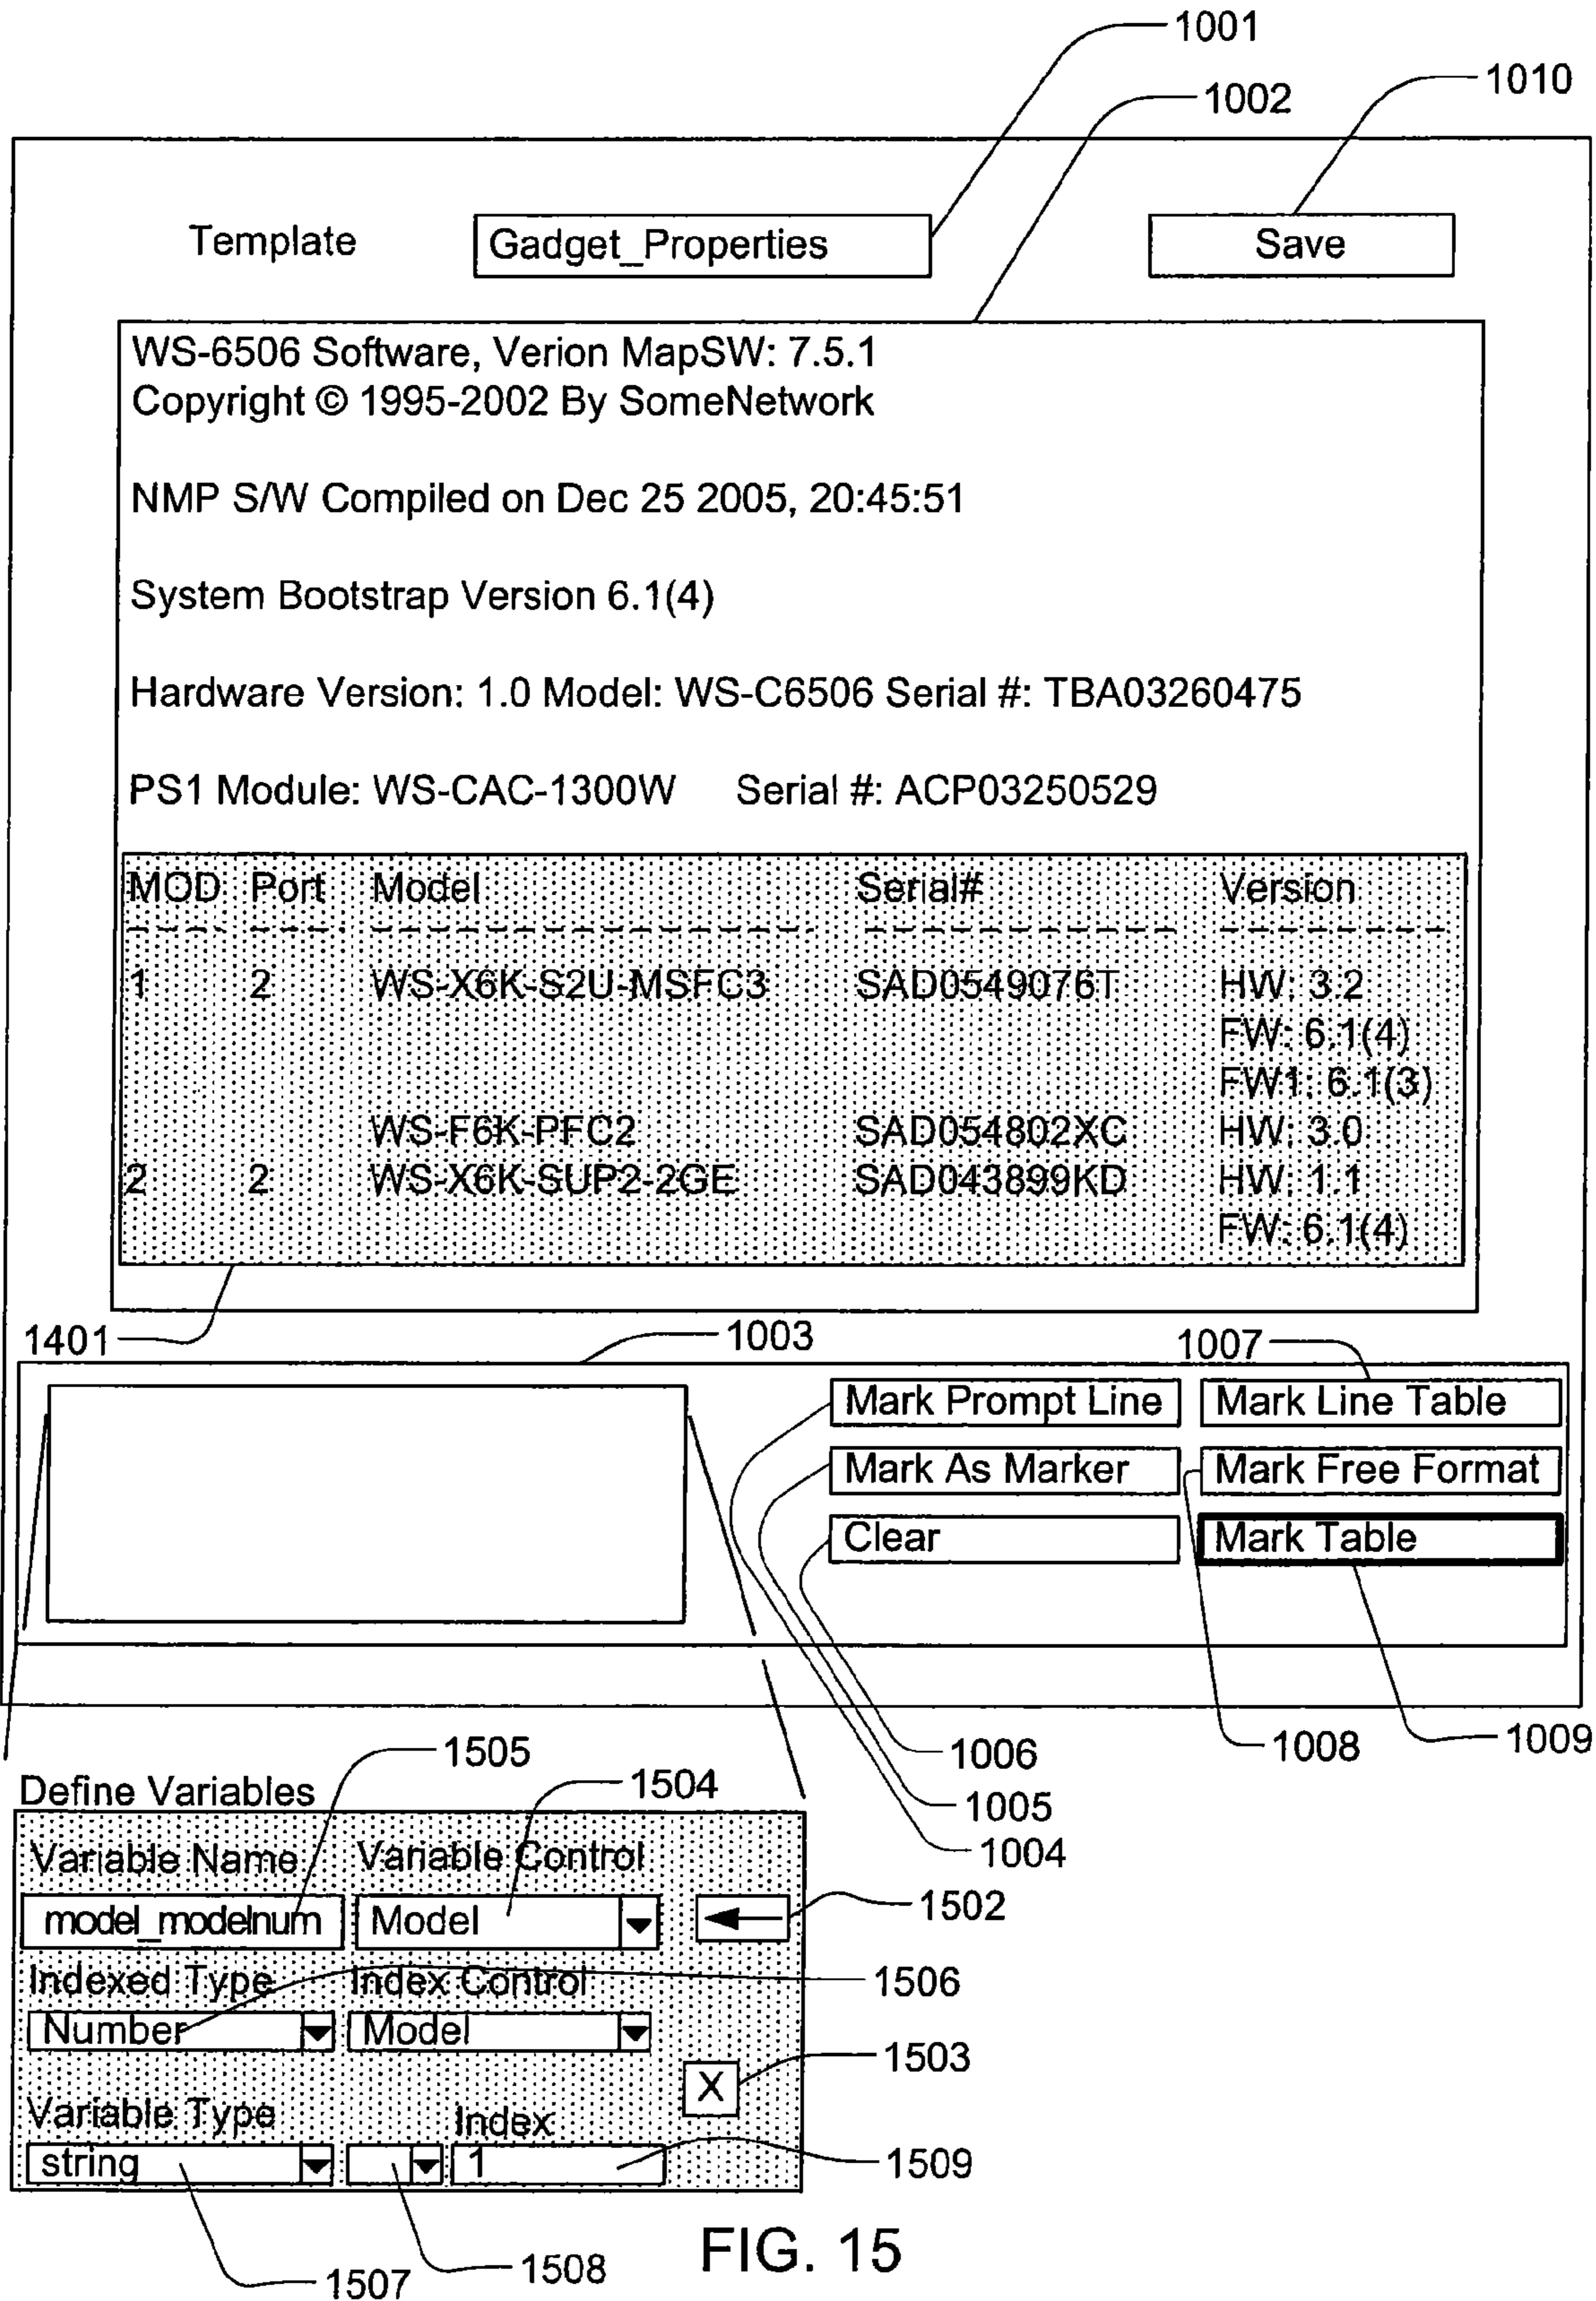 1001
1010
1002
Template Gadget_Properties Save
WS-6506 Software, Verion MapSW: 7.5.1
Copyright © 1995-2002 By SomeNetwork
NMP S/W Compiled on Dec 25 2005, 20:45:51
System Bootstrap Version 6.1(4)
Hardware Version: 1.0 Model: WS-C6506 Serial #: TBA03260475
PS1 Module: WS-CAC-1300W Serial #: ACP03250529
MOD Port Model Serial# Version
1 2 WS-X6K-S2U-MSFC3 SAD0549076T HW: 3.2
FW: 6.1(4)
FW1: 6.1(3)
WS-F6K-PFC2 SAD054802XC HW: 3.0
2 2 WS-X6K-SUP2-2GE SAD043899KD HW: 1.1
FW: 6.1(4)
1401 1003 1007
Mark Prompt Line Mark Line Table
Mark As Marker Mark Free Format
Clear Mark Table
1006 1008 1009
1005
1004
1505
1504
Define Variables
Variable Name Variable Control
model_modelnum Model 1502
Indexed Type Index Control 1506
Number Model
X 1503
Variable Type Index
string 1 1509
1507 1508
FIG. 15